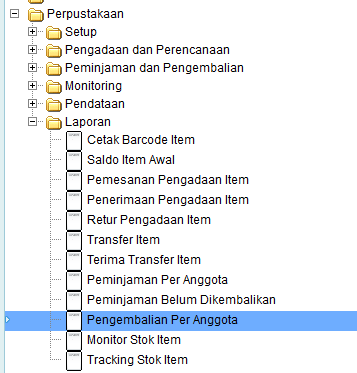 Perpustakaan
Setup
Pengadaan dan Perencanaan
Peminjaman dan Pengembalian
Monitoring
Pendataan
Laporan
Cetak Barcode Item
Saldo Item Awal
Pemesanan Pengadaan Item
Penerimaan Pengadaan Item
Retur Pengadaan Item
Transfer Item
Terima Transfer Item
Peminjaman Per Anggota
Peminjaman Belum Dikembalikan
Pengembalian Per Anggota
Monitor Stok Item
Tracking Stok Item